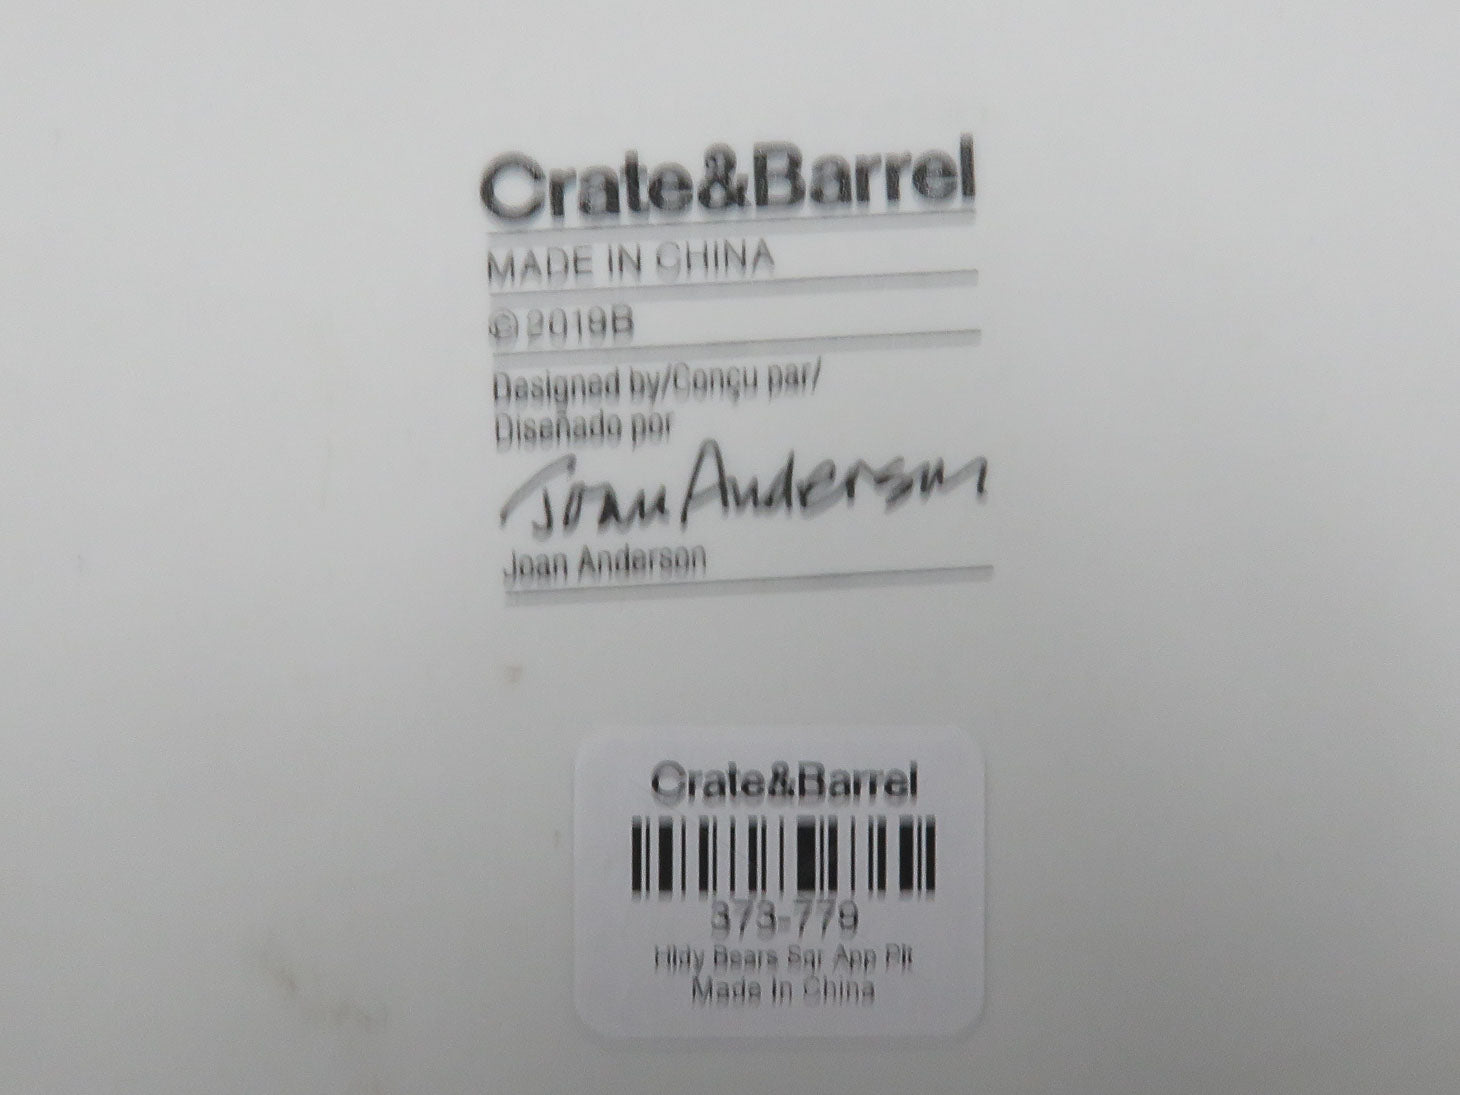 Crate&Barrel
MADE IN CHINA
©2019B
Designed by/Conçu par/
Diseñado por
Joan Anderson
Joan Anderson
Crate&Barrel
373-779
Hldy Bears Sqr App Plt
Made In China